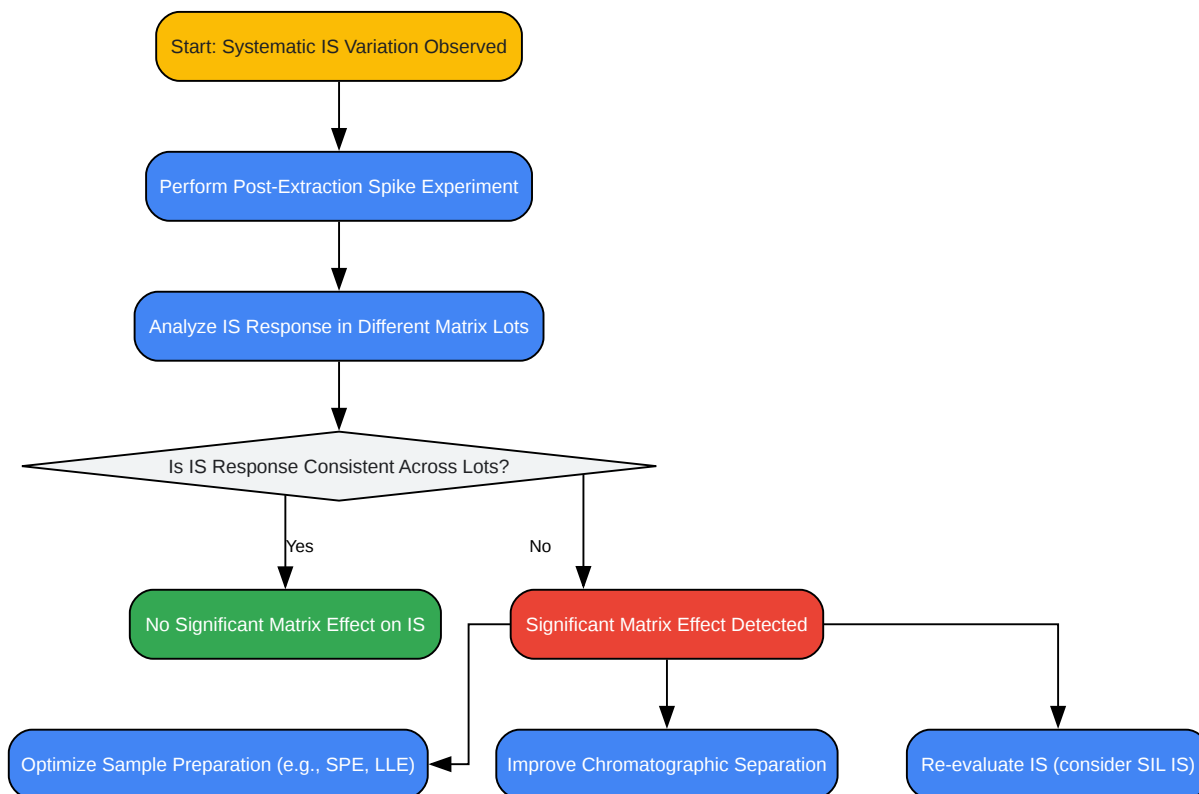 Start: Systematic IS Variation Observed
Perform Post-Extraction Spike Experiment
Analyze IS Response in Different Matrix Lots
Is IS Response Consistent Across Lots?
Yes
No
No Significant Matrix Effect on IS
Significant Matrix Effect Detected
Optimize Sample Preparation (e.g., SPE, LLE)
Improve Chromatographic Separation
Re-evaluate IS (consider SIL IS)